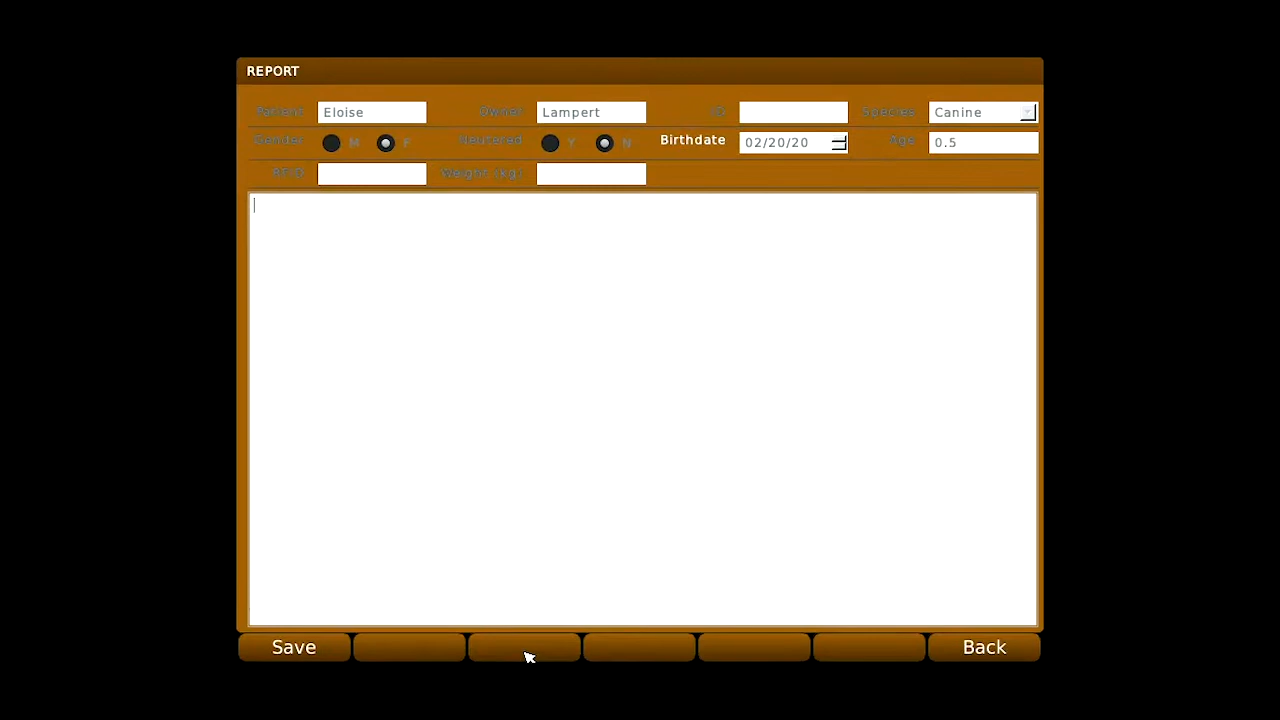 REPORT
Patient Eloise Owner Lampert ID Species Canine
Gender M F Neutered Y N Birthdate 02/20/20 Age 0.5
Weight (kg)
Save Back